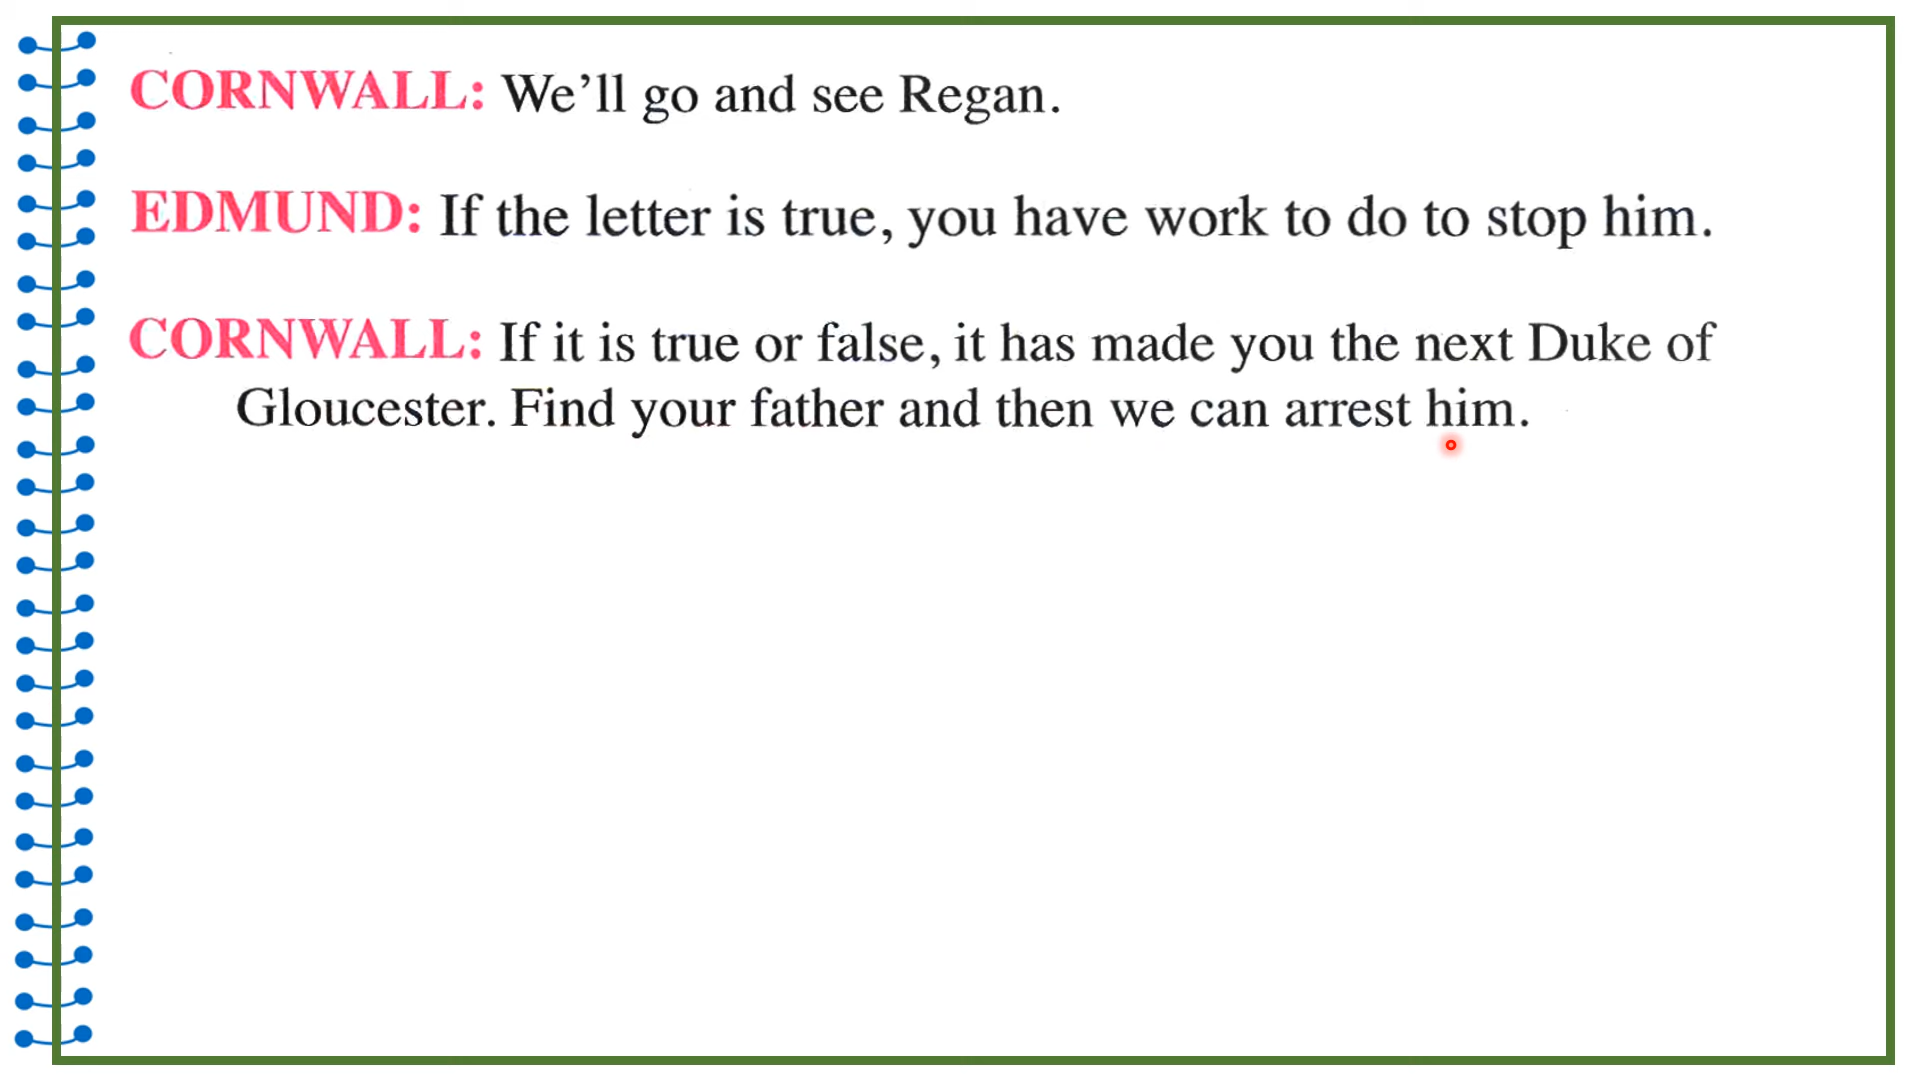 CORNWALL: We’ll go and see Regan.
EDMUND: If the letter is true, you have work to do to stop him.
CORNWALL: If it is true or false, it has made you the next Duke of
Gloucester. Find your father and then we can arrest him.